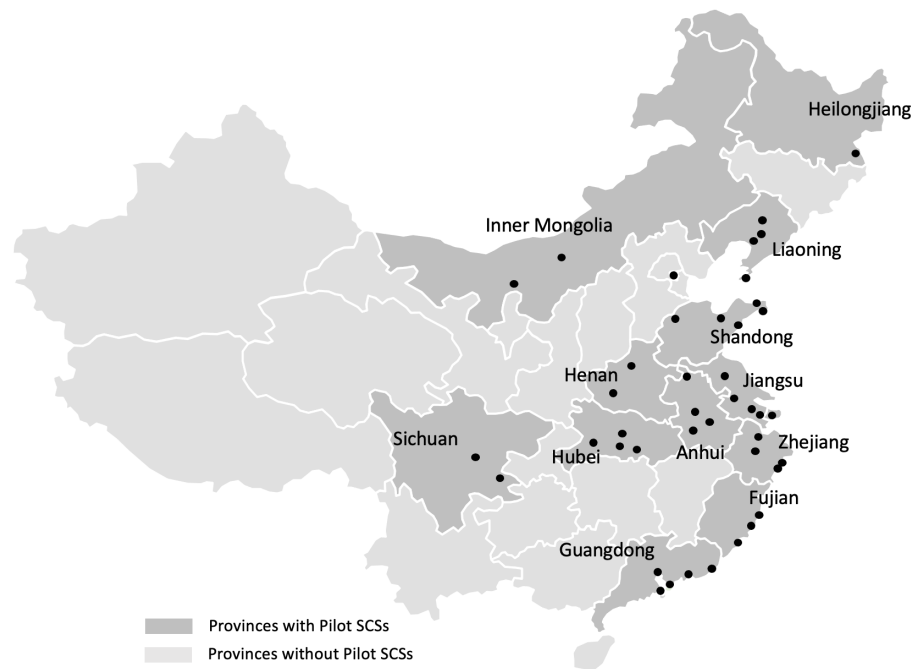 Heilongjiang
Inner Mongolia
Liaoning
Shandong
Henan
Jiangsu
Sichuan
Hubei
Anhui
Zhejiang
Fujian
Guangdong
Provinces with Pilot SCSs
Provinces without Pilot SCSs